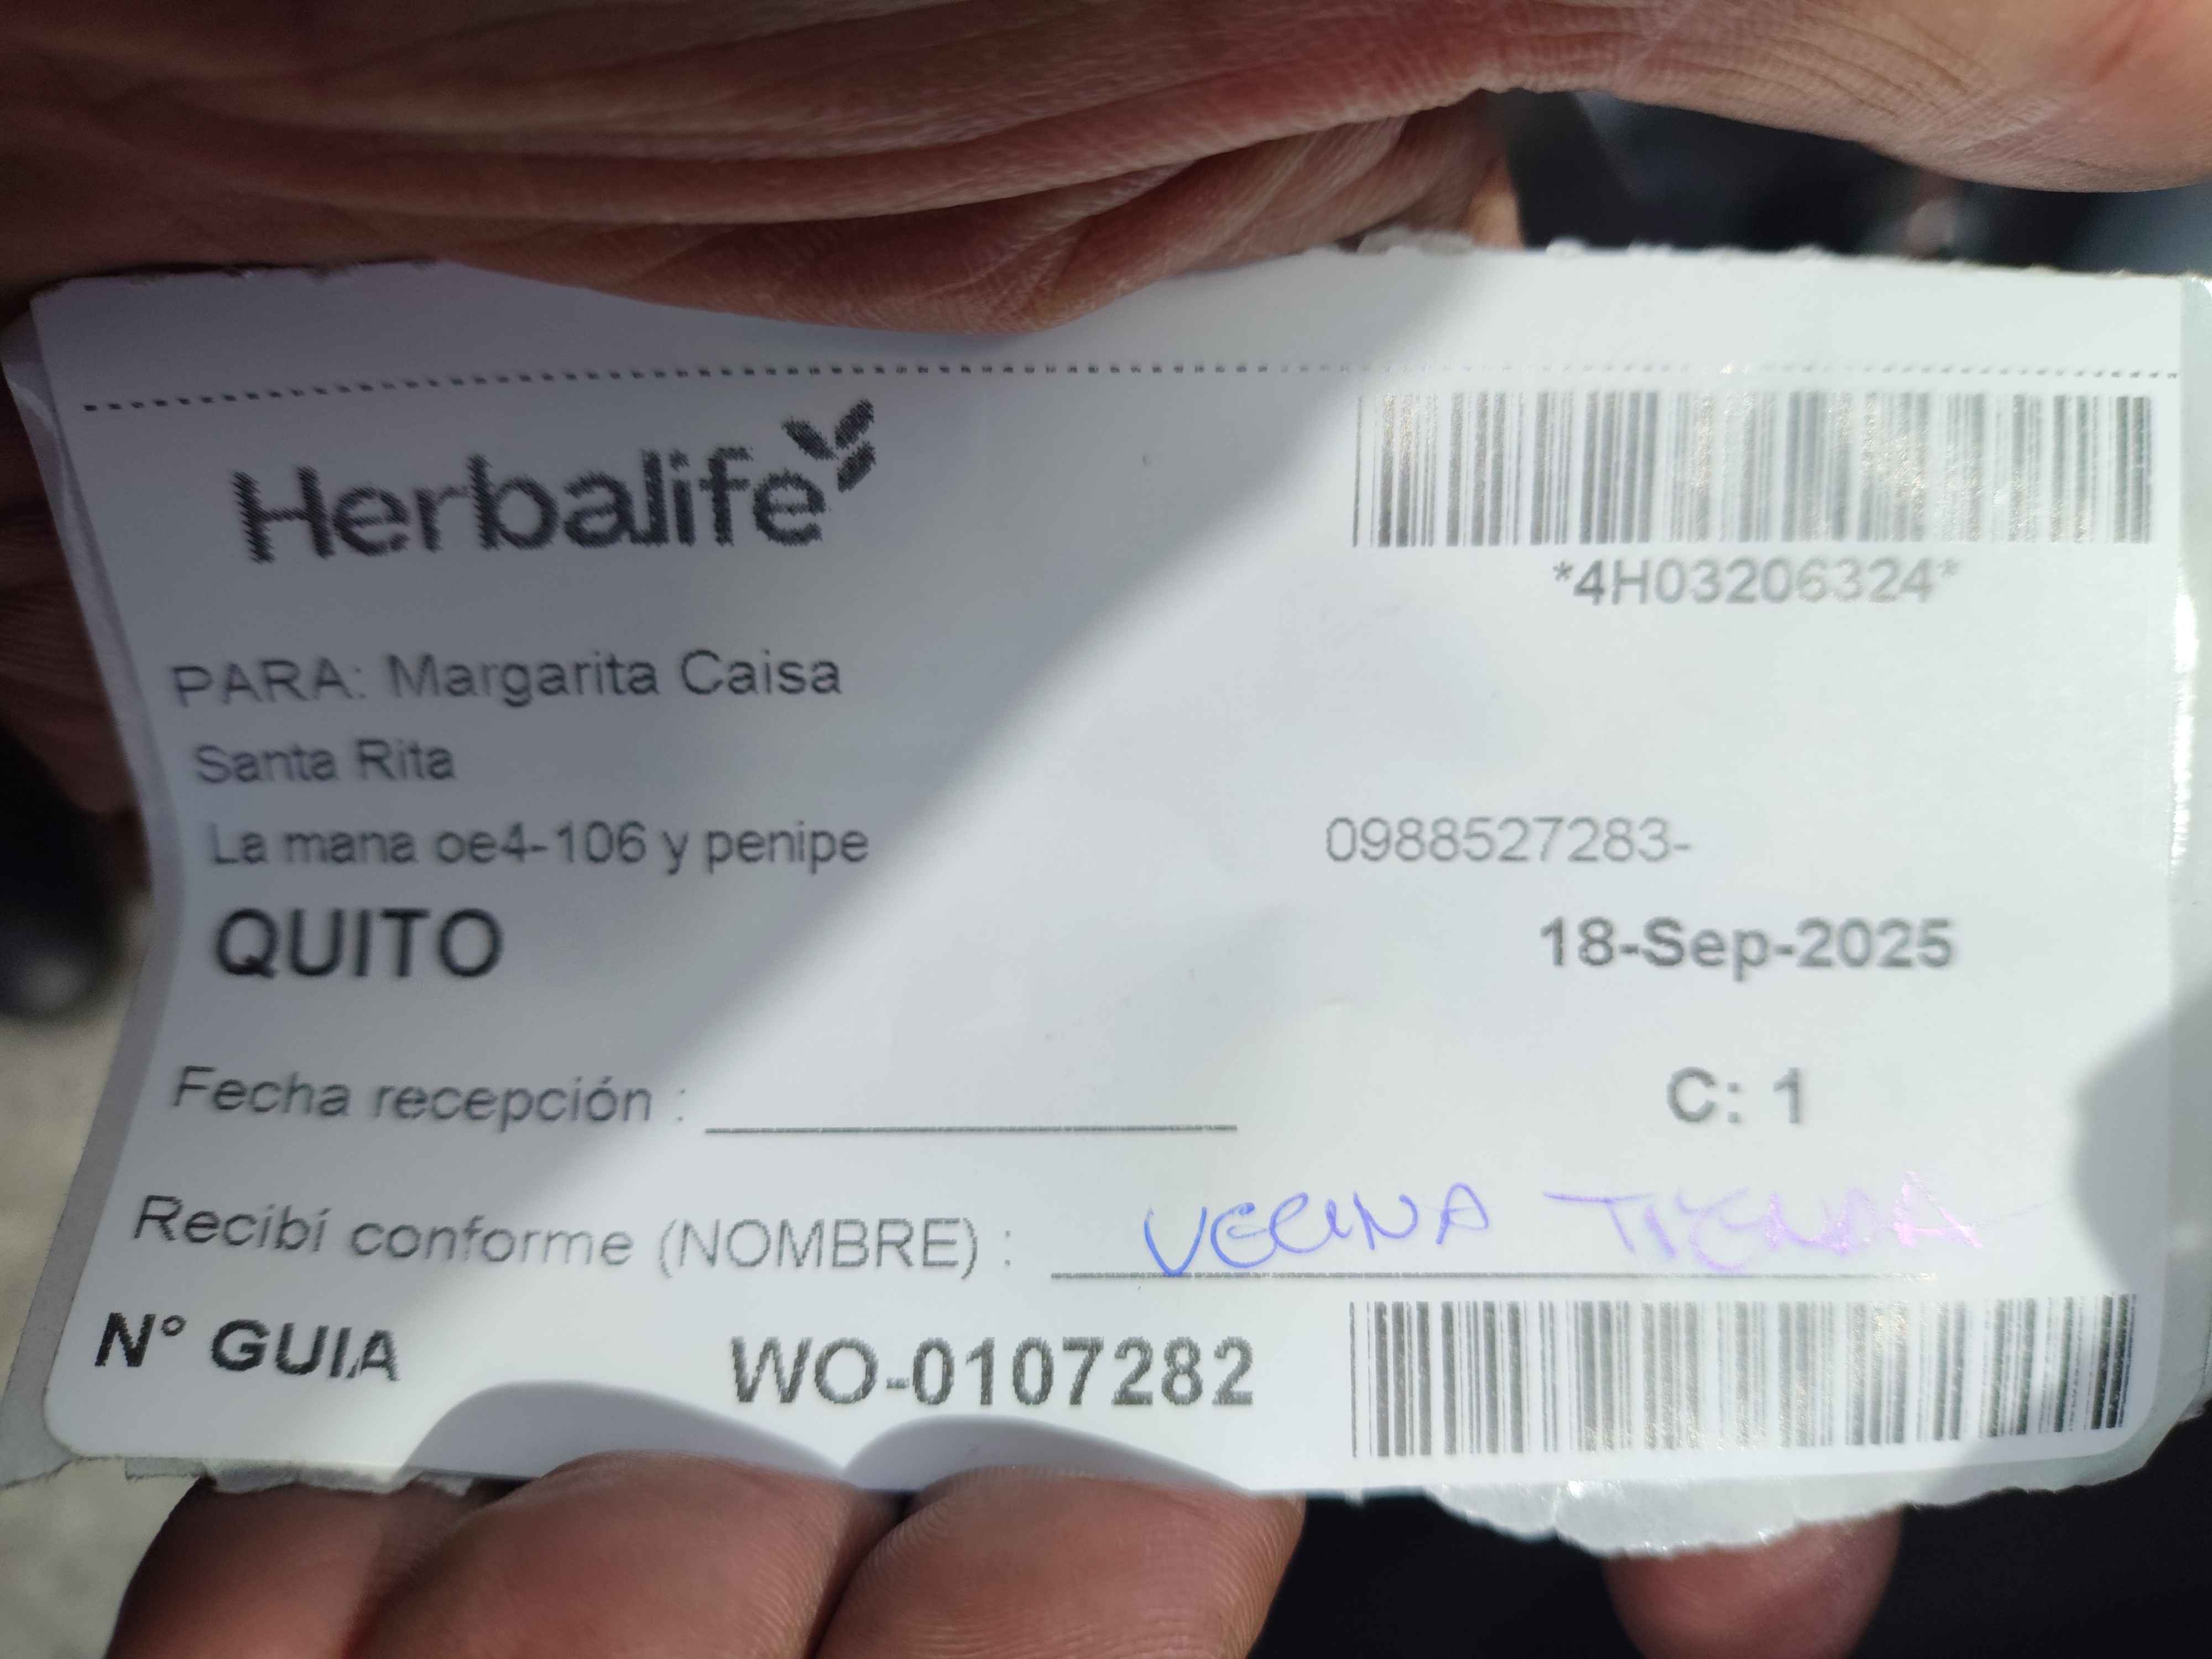 Herbalife
*4H03206324*
PARA: Margarita Caisa
Santa Rita
La mana oe4-106 y penipe 0988527283-
QUITO 18-Sep-2025
Fecha recepción : C: 1
Recibí conforme (NOMBRE) : VECINA TIENDA
N° GUIA WO-0107282